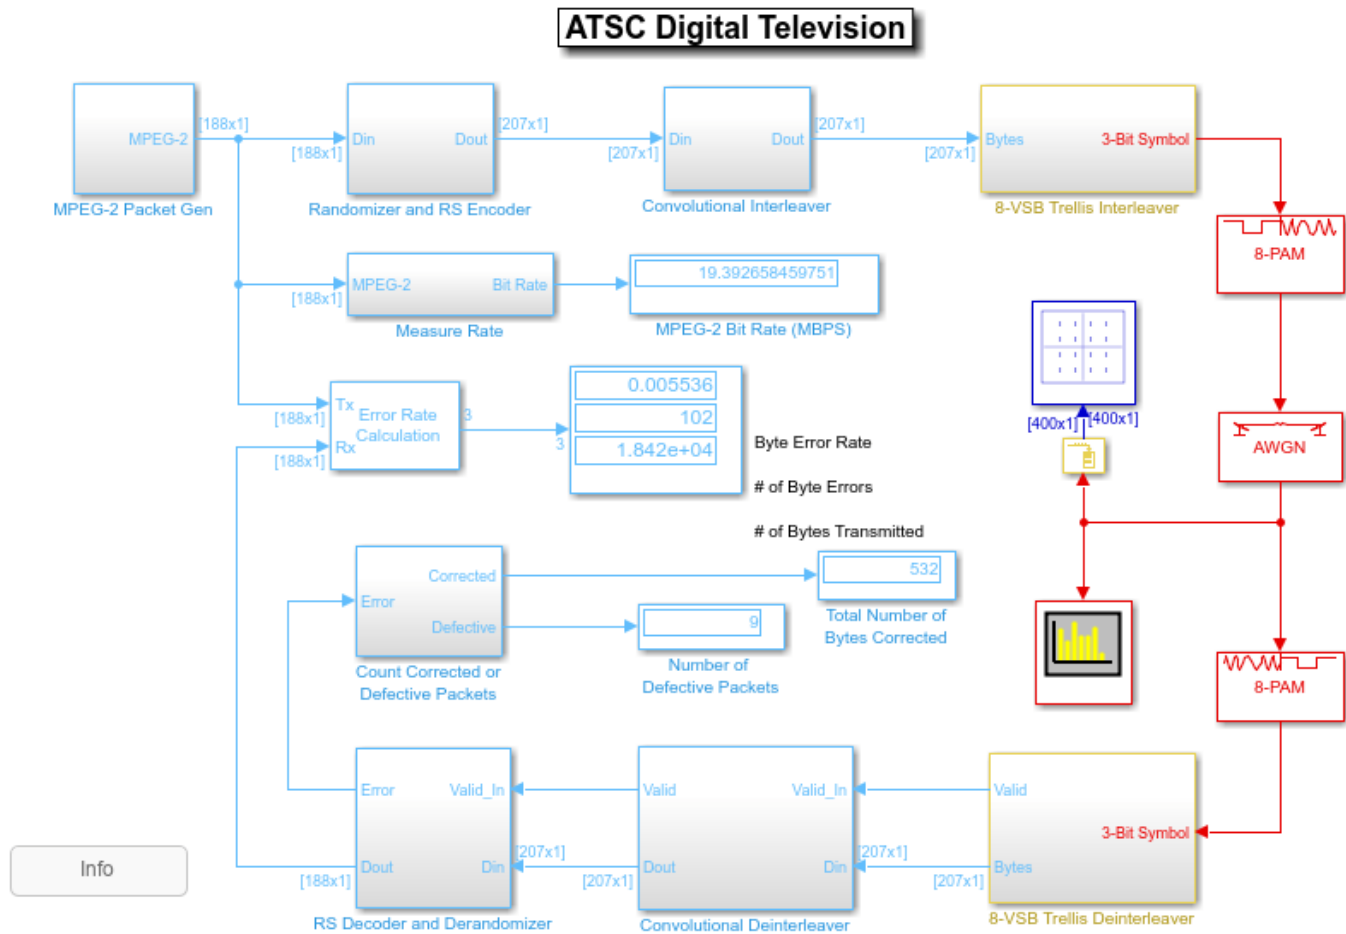 ATSC Digital Television
MPEG-2
[188x1]
MPEG-2 Packet Gen
[188x1]
Din
Dout
[207x1]
Randomizer and RS Encoder
[207x1]
Din
Dout
[207x1]
Convolutional Interleaver
[207x1]
Bytes
3-Bit Symbol
8-VSB Trellis Interleaver
8-PAM
[188x1]
MPEG-2
Bit Rate
Measure Rate
19.392658459751
MPEG-2 Bit Rate (MBPS)
Tx
[188x1]
Error Rate
Calculation
Rx
[188x1]
3
3
0.005536
102
1.842e+04
Byte Error Rate
# of Byte Errors
# of Bytes Transmitted
[400x1]
[400x1]
AWGN
Corrected
Error
Defective
Count Corrected or
Defective Packets
532
Total Number of
Bytes Corrected
9
Number of
Defective Packets
8-PAM
Error
Valid_In
Dout
Din
[188x1]
[207x1]
RS Decoder and Derandomizer
Valid
Valid_In
Dout
Din
[207x1]
[207x1]
Convolutional Deinterleaver
Valid
3-Bit Symbol
Bytes
[207x1]
8-VSB Trellis Deinterleaver
Info